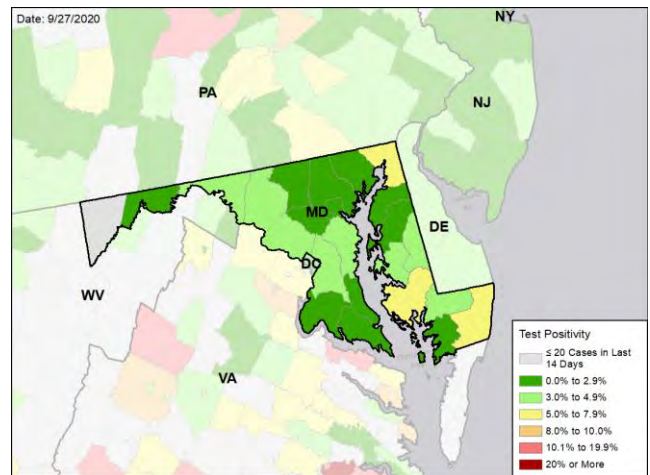 Date: 9/27/2020
NY
PA
NJ
MD
DE
DC
WV
VA
Test Positivity
≤ 20 Cases in Last
14 Days
0.0% to 2.9%
3.0% to 4.9%
5.0% to 7.9%
8.0% to 10.0%
10.1% to 19.9%
20% or More